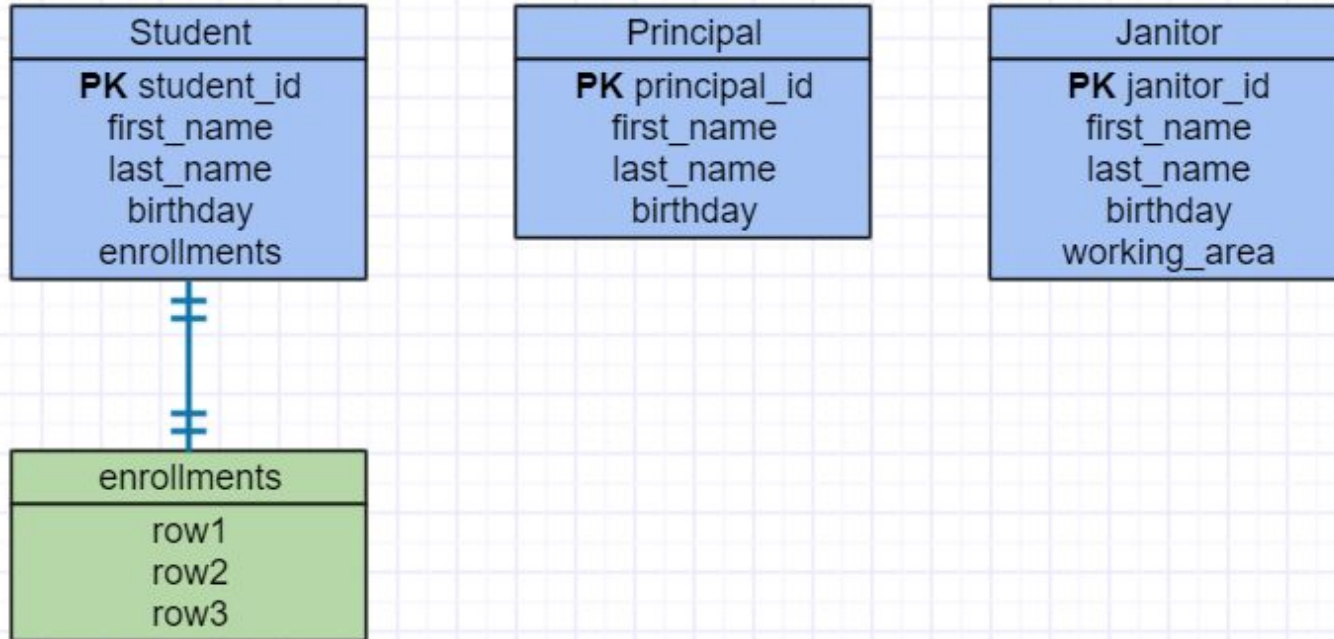 Student
PK student_id
first_name
last_name
birthday
enrollments
Principal
PK principal_id
first_name
last_name
birthday
Janitor
PK janitor_id
first_name
last_name
birthday
working_area
enrollments
row1
row2
row3